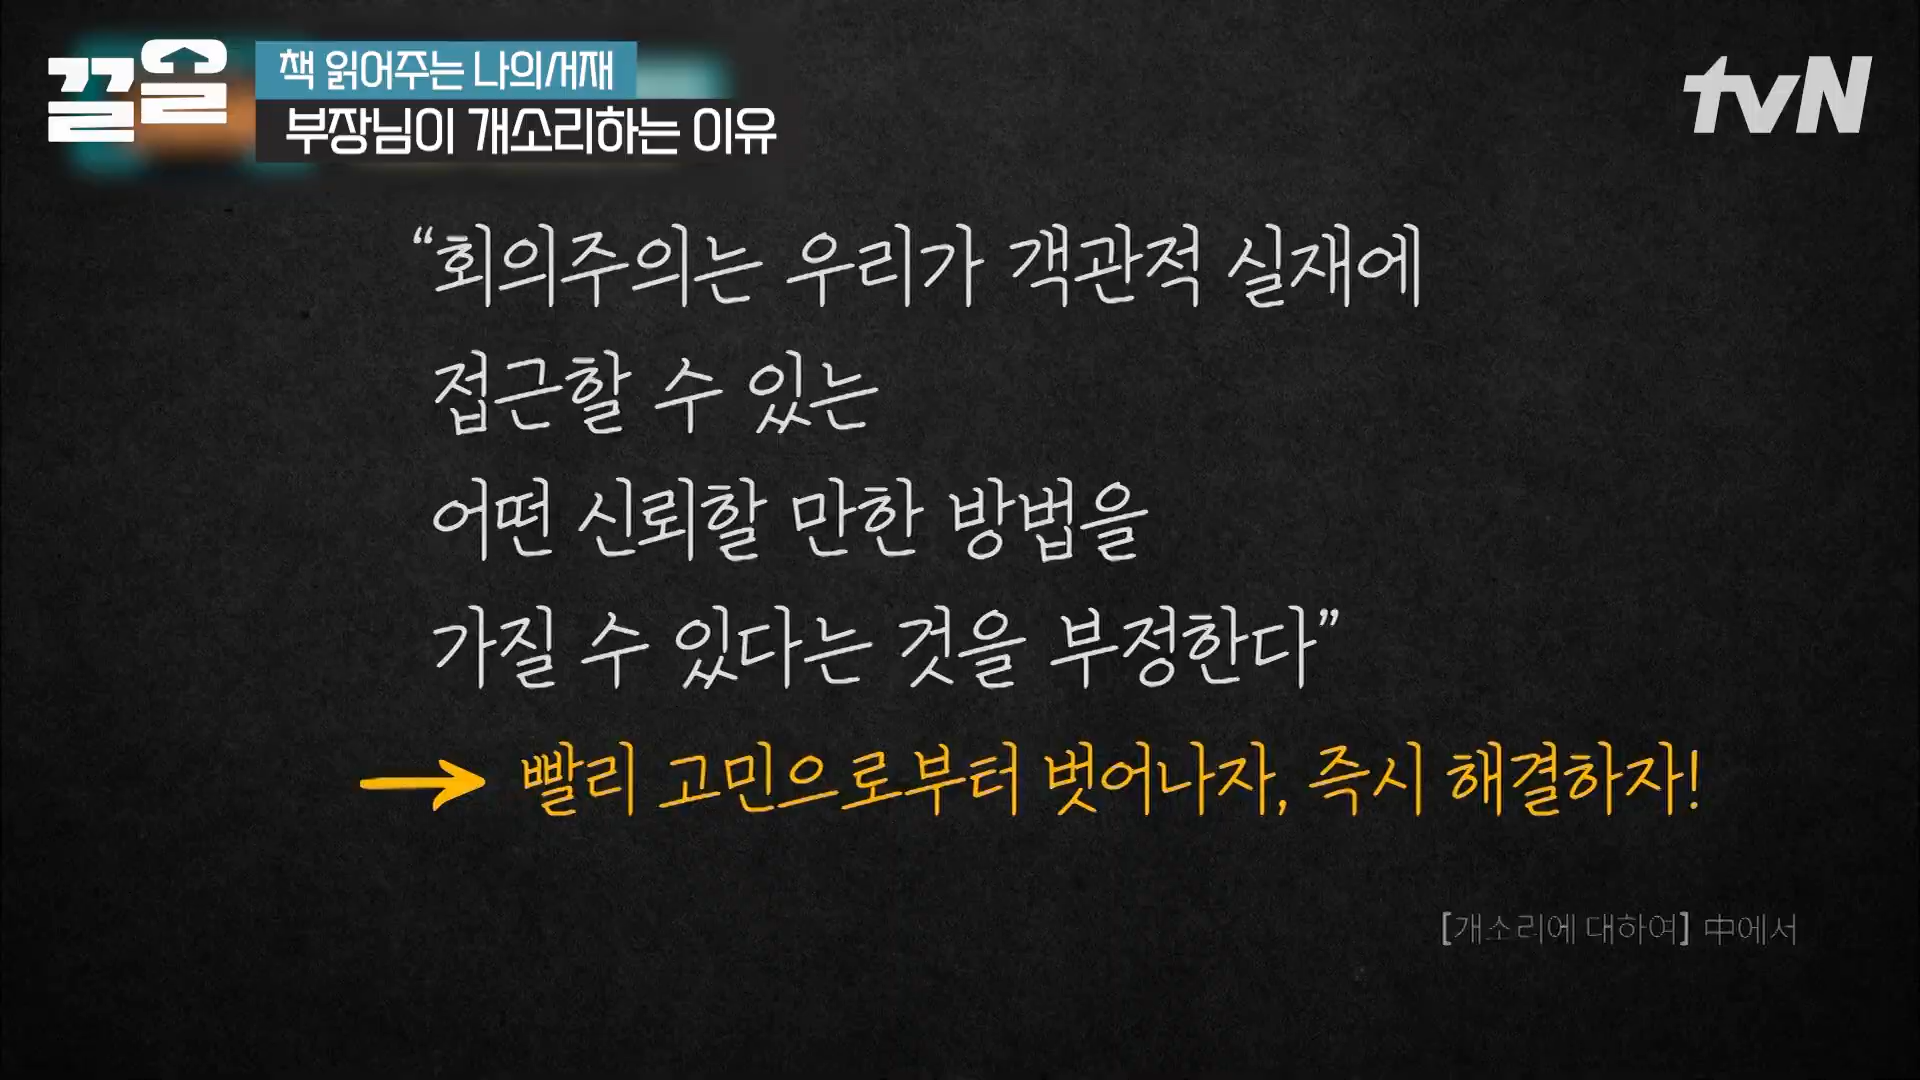 끌올
책 읽어주는 나의서재
부장님이 개소리하는 이유
tvN
“회의주의는 우리가 객관적 실재에
접근할 수 있는
어떤 신뢰할 만한 방법을
가질 수 있다는 것을 부정한다”
→ 빨리 고민으로부터 벗어나자, 즉시 해결하자!
[개소리에 대하여] 中에서